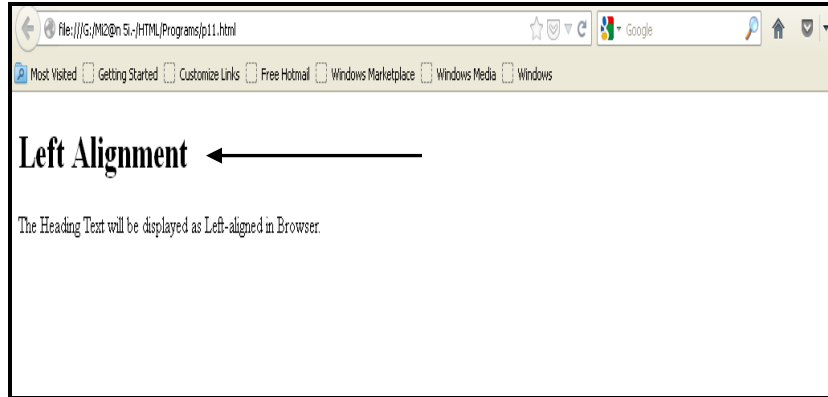 file:///G:/Mi2@n 5i.-/HTML/Programs/p11.html Google
Most Visited Getting Started Customize Links Free Hotmail Windows Marketplace Windows Media Windows
Left Alignment
The Heading Text will be displayed as Left-aligned in Browser.